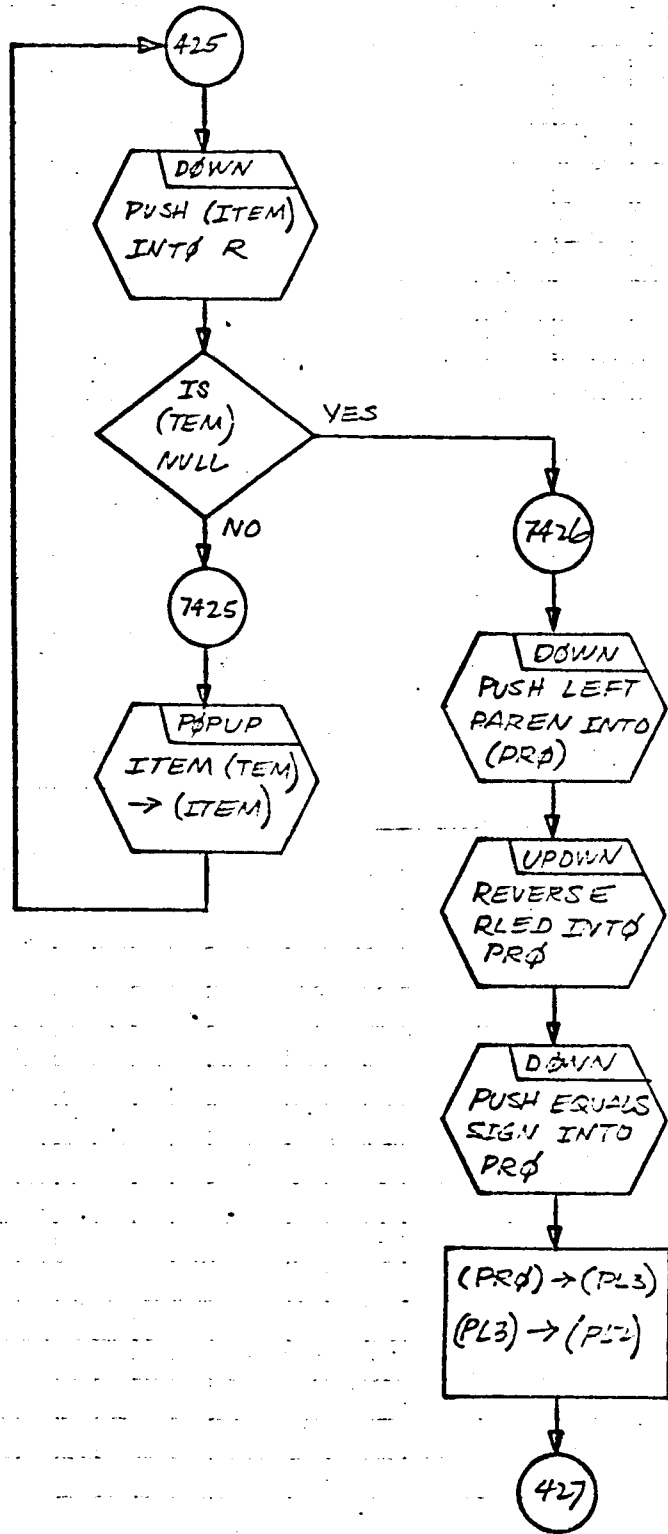 425
DØWN
PUSH (ITEM)
INTØ R
IS
(TEM)
NULL
YES
NO
7425
PØPUP
ITEM (TEM)
→ (ITEM)
7426
DØWN
PUSH LEFT
PAREN INTO
(PRØ)
UPDOWN
REVERSE
RLED INTØ
PRØ
DØWN
PUSH EQUALS
SIGN INTO
PRØ
(PRØ) → (PL3)
(PL3) →
427